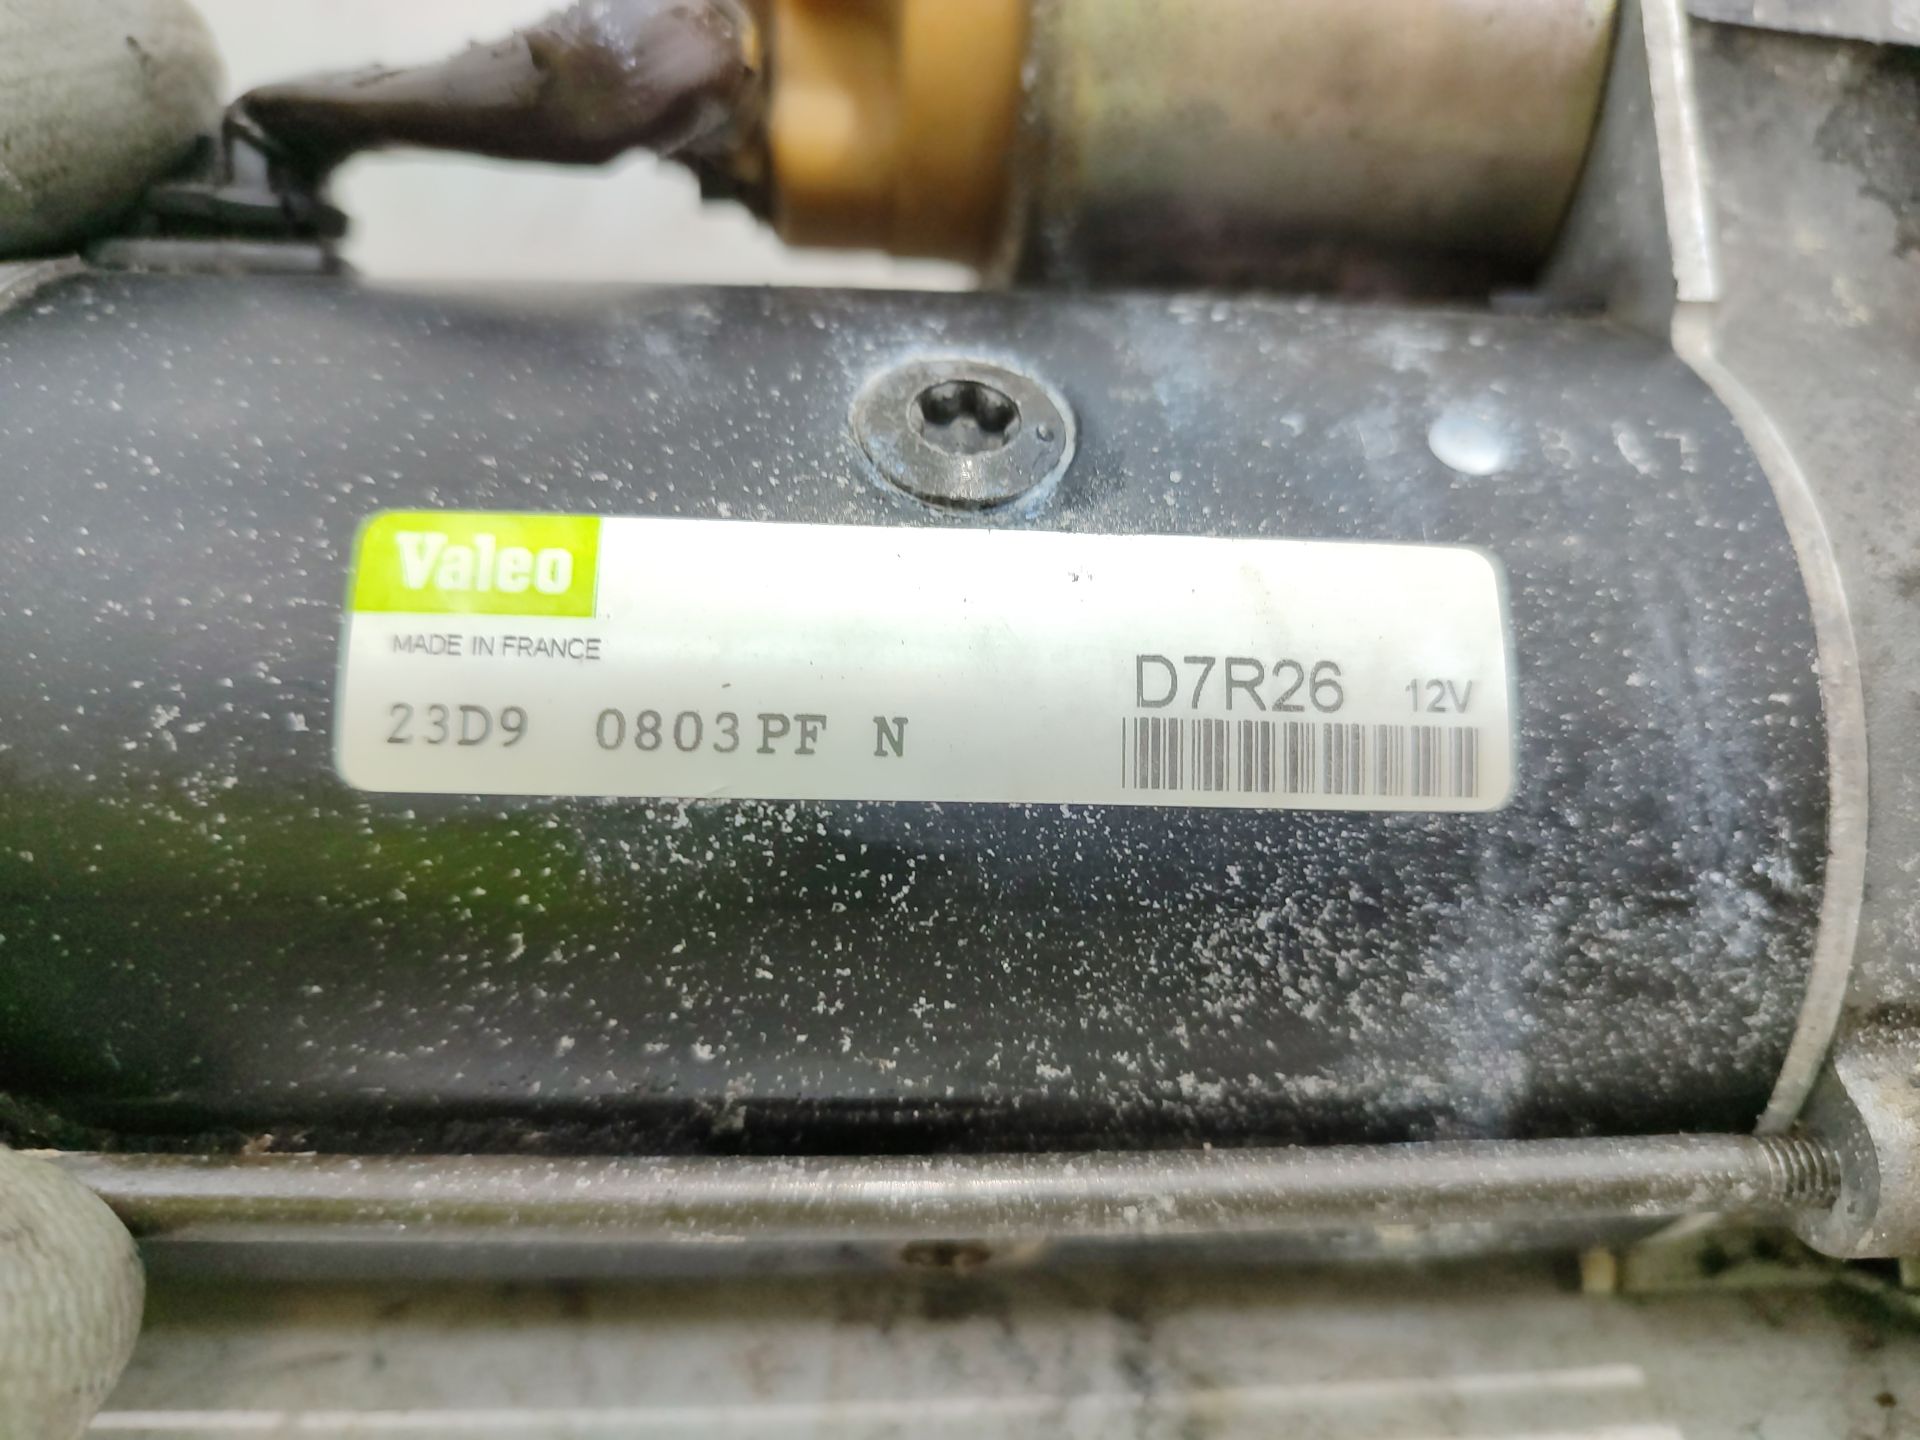 Valeo
MADE IN FRANCE
D7R26 12V
23D9 0803PF N